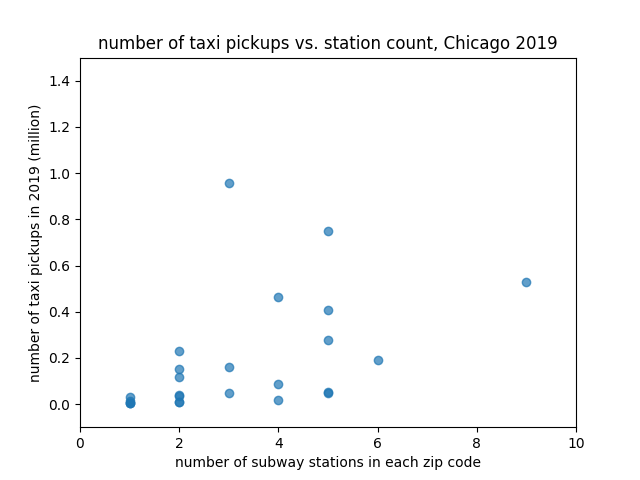 number of taxi pickups vs. station count, Chicago 2019
number of taxi pickups in 2019 (million)
1.4
1.2
1.0
0.8
0.6
0.4
0.2
0.0
0 2 4 6 8 10
number of subway stations in each zip code